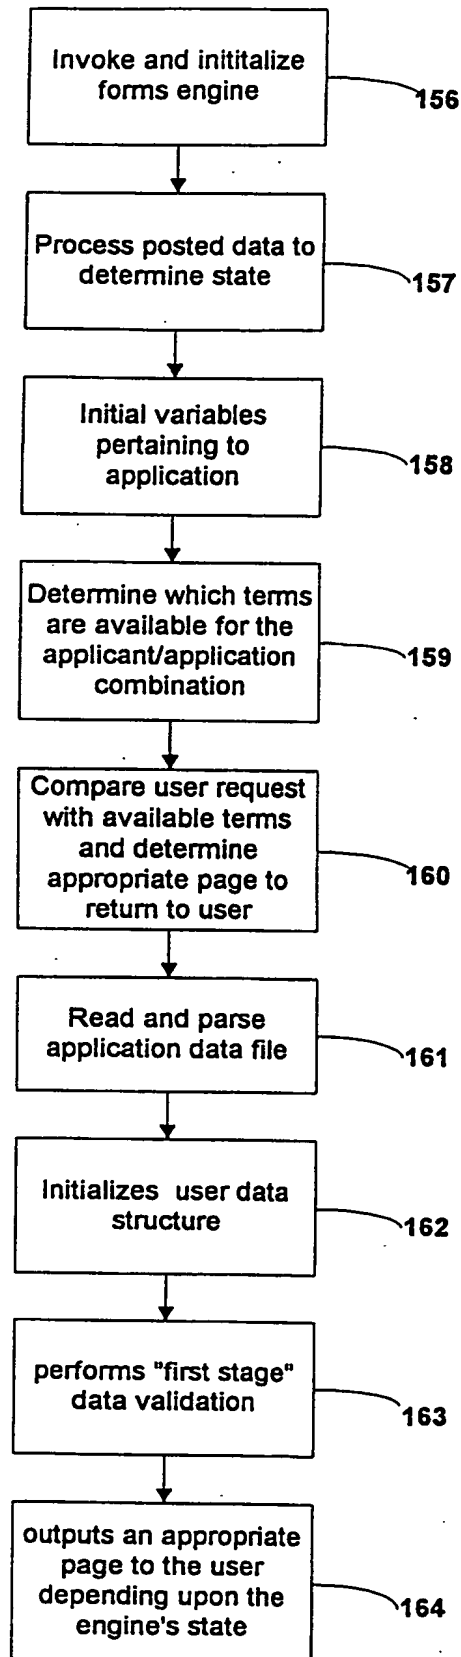 Invoke and inititalize
forms engine
156
Process posted data to
determine state
157
Initial variables
pertaining to
application
158
Determine which terms
are available for the
applicant/application
combination
159
Compare user request
with available terms
and determine
appropriate page to
return to user
160
Read and parse
application data file
161
Initializes user data
structure
162
performs "first stage"
data validation
163
outputs an appropriate
page to the user
depending upon the
engine's state
164